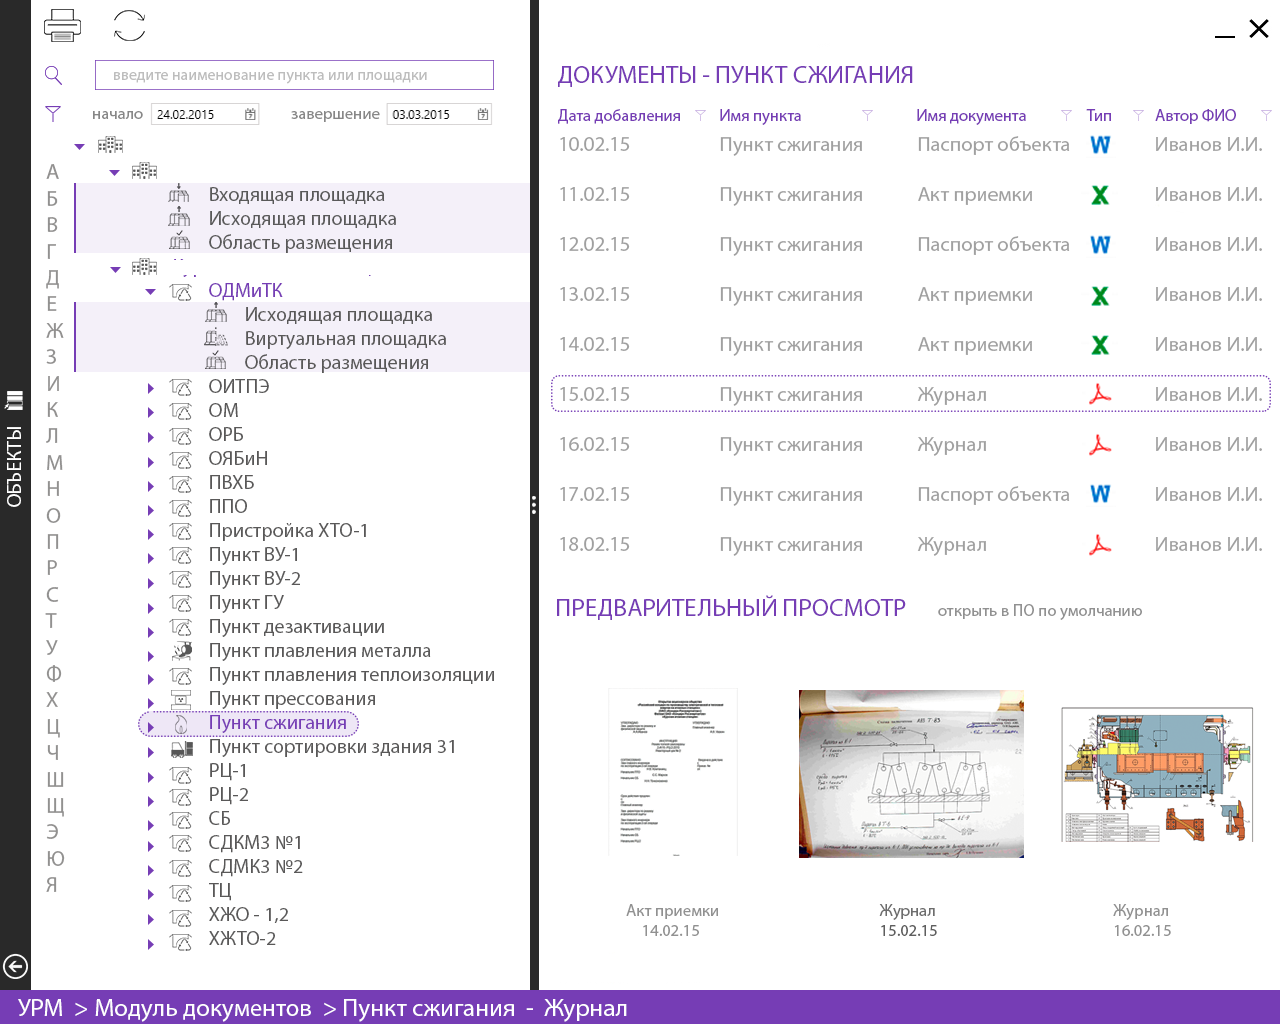 введите наименование пункта или площадки
начало 24.02.2015 завершение 03.03.2015
А
Б
В
Г
Д
Е
Ж
З
И
К
Л
М
Н
О
П
Р
С
Т
У
Ф
Х
Ц
Ч
Ш
Щ
Э
Ю
Я
ОБЪЕКТЫ
Входящая площадка
Исходящая площадка
Область размещения
ОДМиТК
Исходящая площадка
Виртуальная площадка
Область размещения
ОИТПЭ
ОМ
ОРБ
ОЯБиН
ПВХБ
ППО
Пристройка ХТО-1
Пункт ВУ-1
Пункт ВУ-2
Пункт ГУ
Пункт дезактивации
Пункт плавления металла
Пункт плавления теплоизоляции
Пункт прессования
Пункт сжигания
Пункт сортировки здания 31
РЦ-1
РЦ-2
СБ
СДКМЗ №1
СДМКЗ №2
ТЦ
ХЖО - 1,2
ХЖТО-2
ДОКУМЕНТЫ - ПУНКТ СЖИГАНИЯ
Дата добавления Имя пункта Имя документа Тип Автор ФИО
10.02.15 Пункт сжигания Паспорт объекта Иванов И.И.
11.02.15 Пункт сжигания Акт приемки Иванов И.И.
12.02.15 Пункт сжигания Паспорт объекта Иванов И.И.
13.02.15 Пункт сжигания Акт приемки Иванов И.И.
14.02.15 Пункт сжигания Акт приемки Иванов И.И.
15.02.15 Пункт сжигания Журнал Иванов И.И.
16.02.15 Пункт сжигания Журнал Иванов И.И.
17.02.15 Пункт сжигания Паспорт объекта Иванов И.И.
18.02.15 Пункт сжигания Журнал Иванов И.И.
ПРЕДВАРИТЕЛЬНЫЙ ПРОСМОТР открыть в ПО по умолчанию
Акт приемки
14.02.15
Журнал
15.02.15
Журнал
16.02.15
УРМ > Модуль документов > Пункт сжигания - Журнал